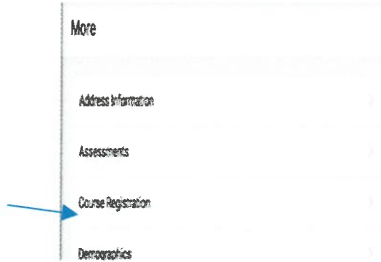 More
Address Information
Assessments
Course Registration
Demographics